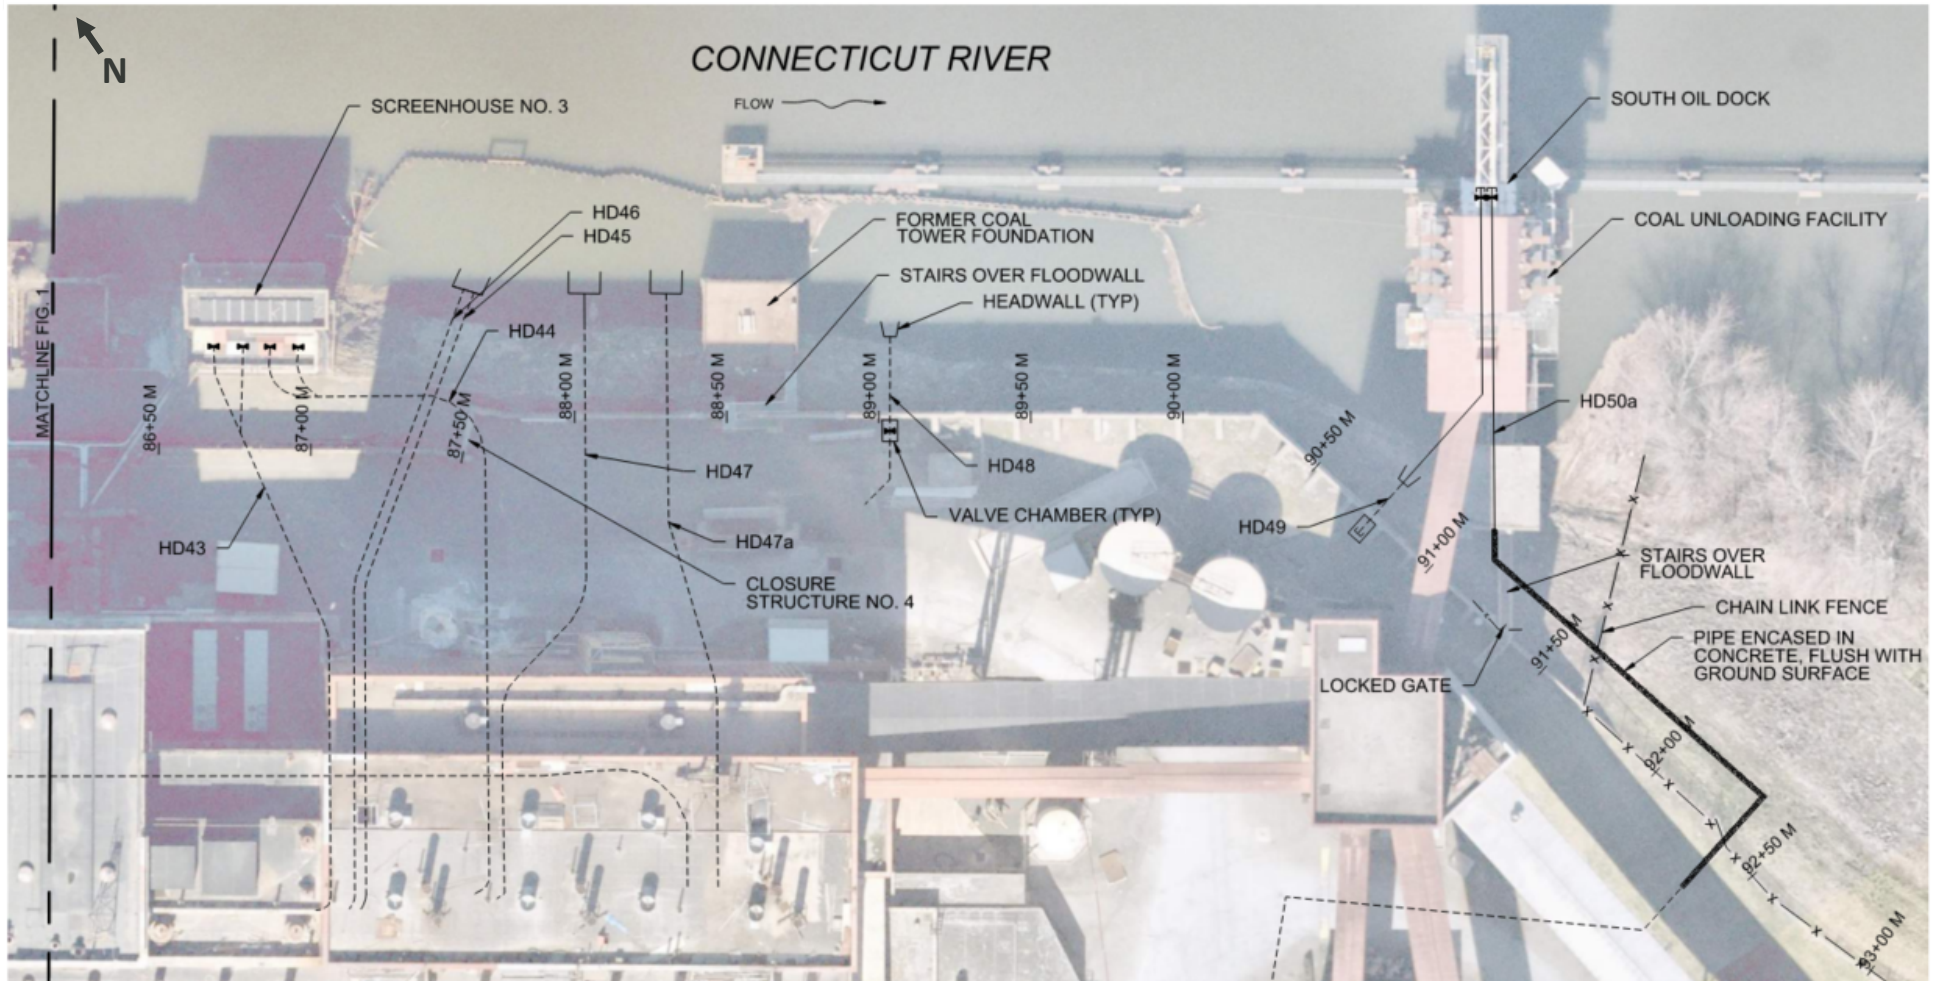 N
CONNECTICUT RIVER
FLOW
SCREENHOUSE NO. 3
SOUTH OIL DOCK
HD46
HD45
FORMER COAL
TOWER FOUNDATION
COAL UNLOADING FACILITY
STAIRS OVER FLOODWALL
HEADWALL (TYP)
MATCHLINE FIG. 1
HD44
86+50 M
87+00 M
87+50 M
88+00 M
88+50 M
89+00 M
89+50 M
90+00 M
90+50 M
HD50a
HD47
HD48
VALVE CHAMBER (TYP)
HD49
HD43
HD47a
91+00 M
STAIRS OVER
FLOODWALL
CLOSURE
STRUCTURE NO. 4
CHAIN LINK FENCE
91+50 M
PIPE ENCASED IN
CONCRETE, FLUSH WITH
GROUND SURFACE
LOCKED GATE
92+00 M
92+50 M
93+00 M